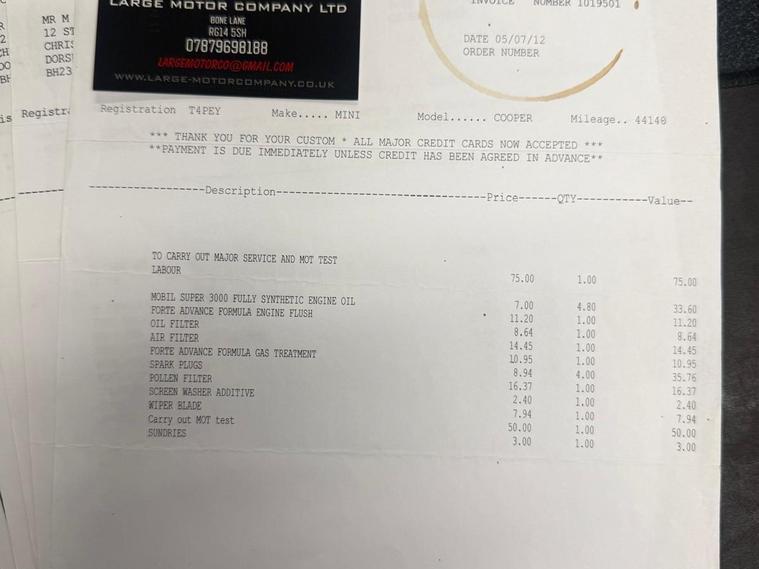 LARGE MOTOR COMPANY LTD
BONE LANE
RG14 5SH
07879698188
LARGEMOTORCO@GMAIL.COM
WWW.LARGE-MOTORCOMPANY.CO.UK
INVOICE NUMBER 1019501
DATE 05/07/12
ORDER NUMBER
MR M
12 ST
CHRIS
DORS
BH23
Registra
Registration T4PEY Make..... MINI Model...... COOPER Mileage.. 44148
*** THANK YOU FOR YOUR CUSTOM * ALL MAJOR CREDIT CARDS NOW ACCEPTED ***
**PAYMENT IS DUE IMMEDIATELY UNLESS CREDIT HAS BEEN AGREED IN ADVANCE**
Description Price QTY Value
TO CARRY OUT MAJOR SERVICE AND MOT TEST
LABOUR 75.00 1.00 75.00
MOBIL SUPER 3000 FULLY SYNTHETIC ENGINE OIL 7.00 4.80 33.60
FORTE ADVANCE FORMULA ENGINE FLUSH 11.20 1.00 11.20
OIL FILTER 8.64 1.00 8.64
AIR FILTER 14.45 1.00 14.45
FORTE ADVANCE FORMULA GAS TREATMENT 10.95 1.00 10.95
SPARK PLUGS 8.94 4.00 35.76
POLLEN FILTER 16.37 1.00 16.37
SCREEN WASHER ADDITIVE 2.40 1.00 2.40
WIPER BLADE 7.94 1.00 7.94
Carry out MOT test 50.00 1.00 50.00
SUNDRIES 3.00 1.00 3.00